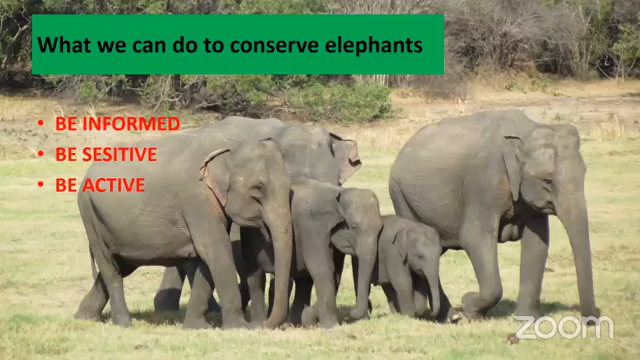 What we can do to conserve elephants
• BE INFORMED
• BE SESITIVE
• BE ACTIVE
zoom